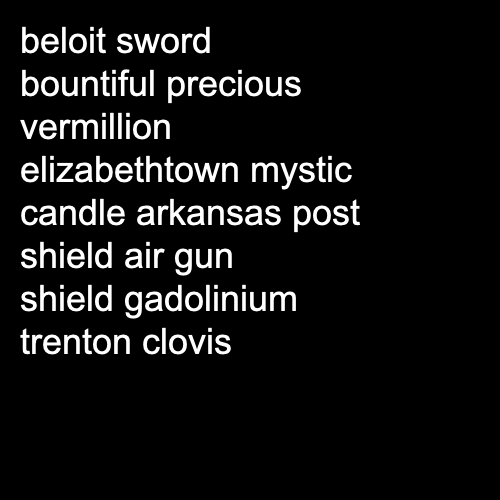 beloit sword
bountiful precious
vermillion
elizabethtown mystic
candle arkansas post
shield air gun
shield gadolinium
trenton clovis